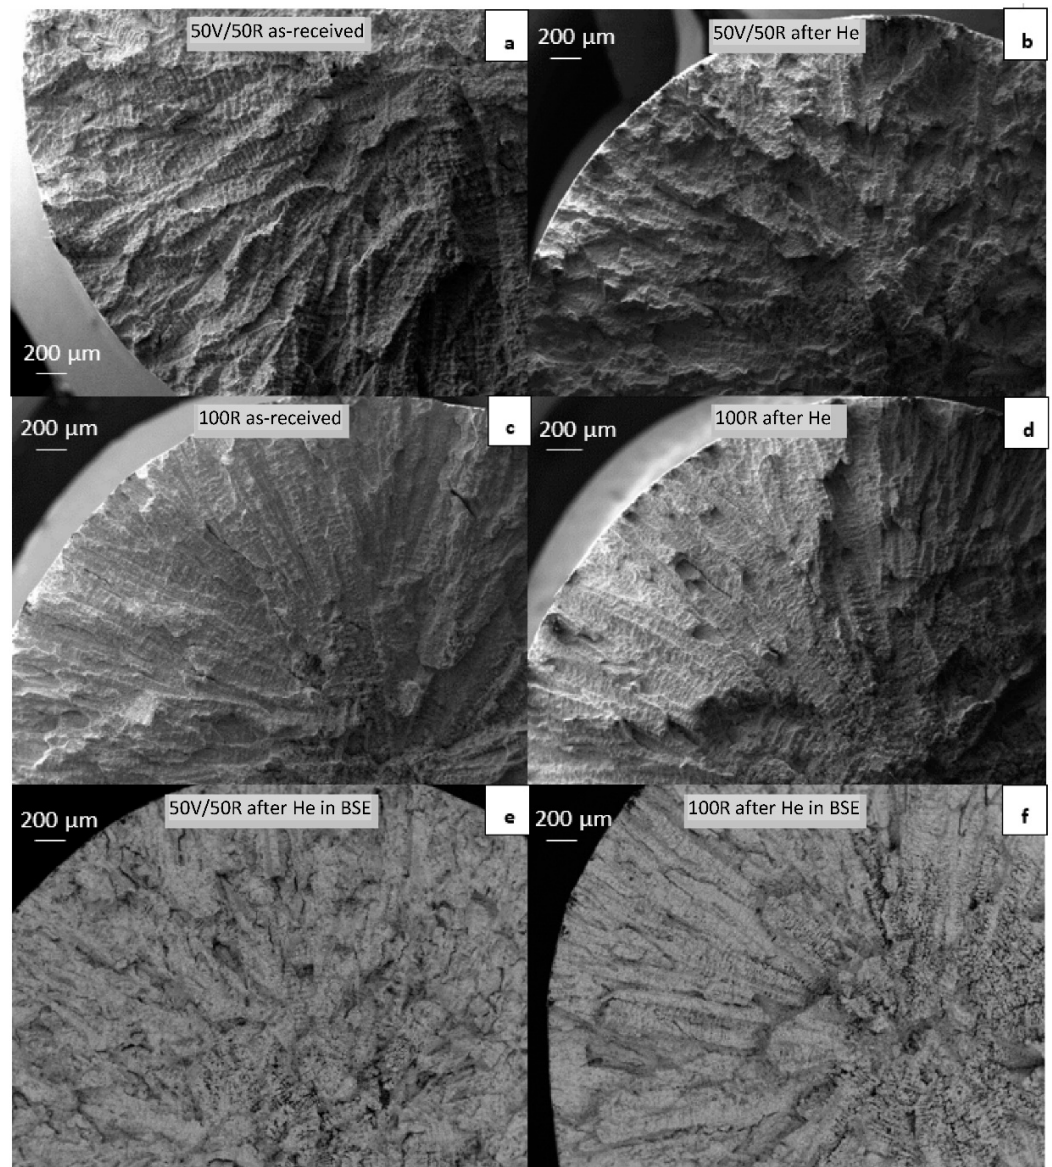 50V/50R as-received
a
200 µm
200 µm
50V/50R after He
b
200 µm
100R as-received
c
200 µm
100R after He
d
200 µm
50V/50R after He in BSE
e
200 µm
100R after He in BSE
f